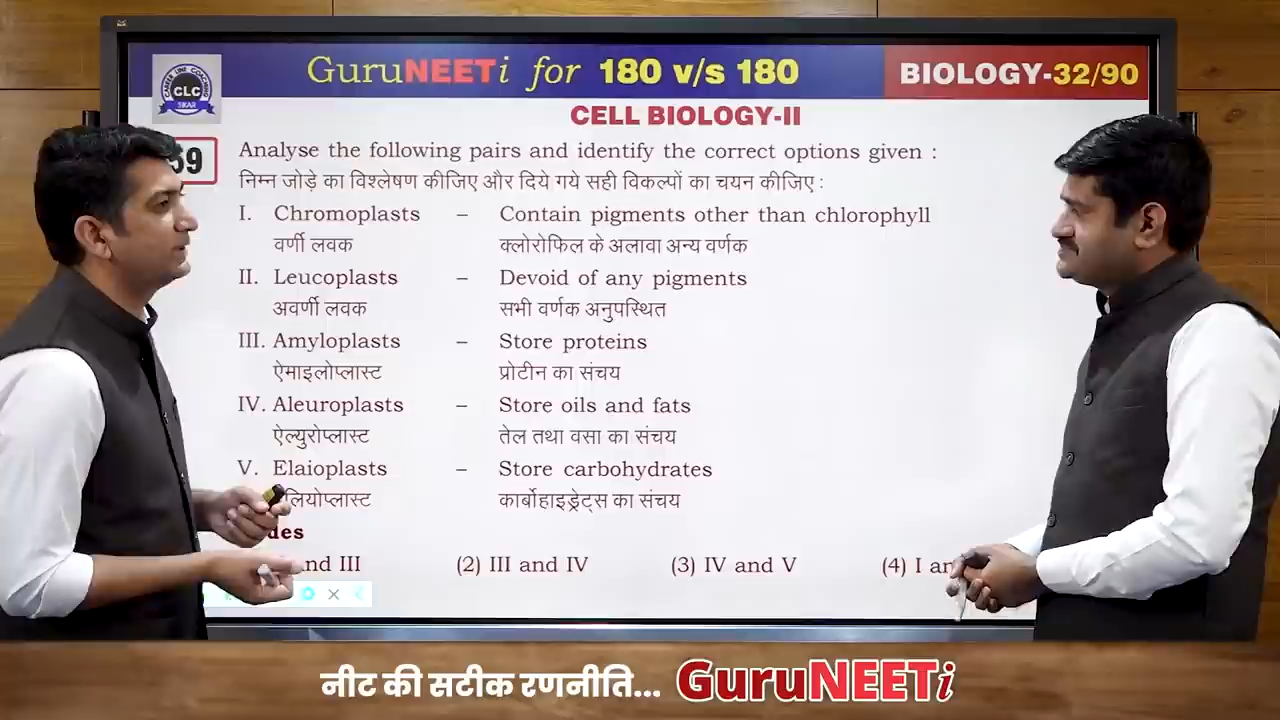 GuruNEETi for 180 v/s 180
BIOLOGY-32/90
CAREER LINE COACHING
CLC
SIKAR
CELL BIOLOGY-II
59
Analyse the following pairs and identify the correct options given :
निम्न जोड़े का विश्लेषण कीजिए और दिये गये सही विकल्पों का चयन कीजिए :
I. Chromoplasts – Contain pigments other than chlorophyll
वर्णी लवक क्लोरोफिल के अलावा अन्य वर्णक
II. Leucoplasts – Devoid of any pigments
अवर्णी लवक सभी वर्णक अनुपस्थित
III. Amyloplasts – Store proteins
ऐमाइलोप्लास्ट प्रोटीन का संचय
IV. Aleuroplasts – Store oils and fats
ऐल्युरोप्लास्ट तेल तथा वसा का संचय
V. Elaioplasts – Store carbohydrates
लियोप्लास्ट कार्बोहाइड्रेट्स का संचय
des
nd III (2) III and IV (3) IV and V (4) I an
नीट की सटीक रणनीति... GuruNEETi